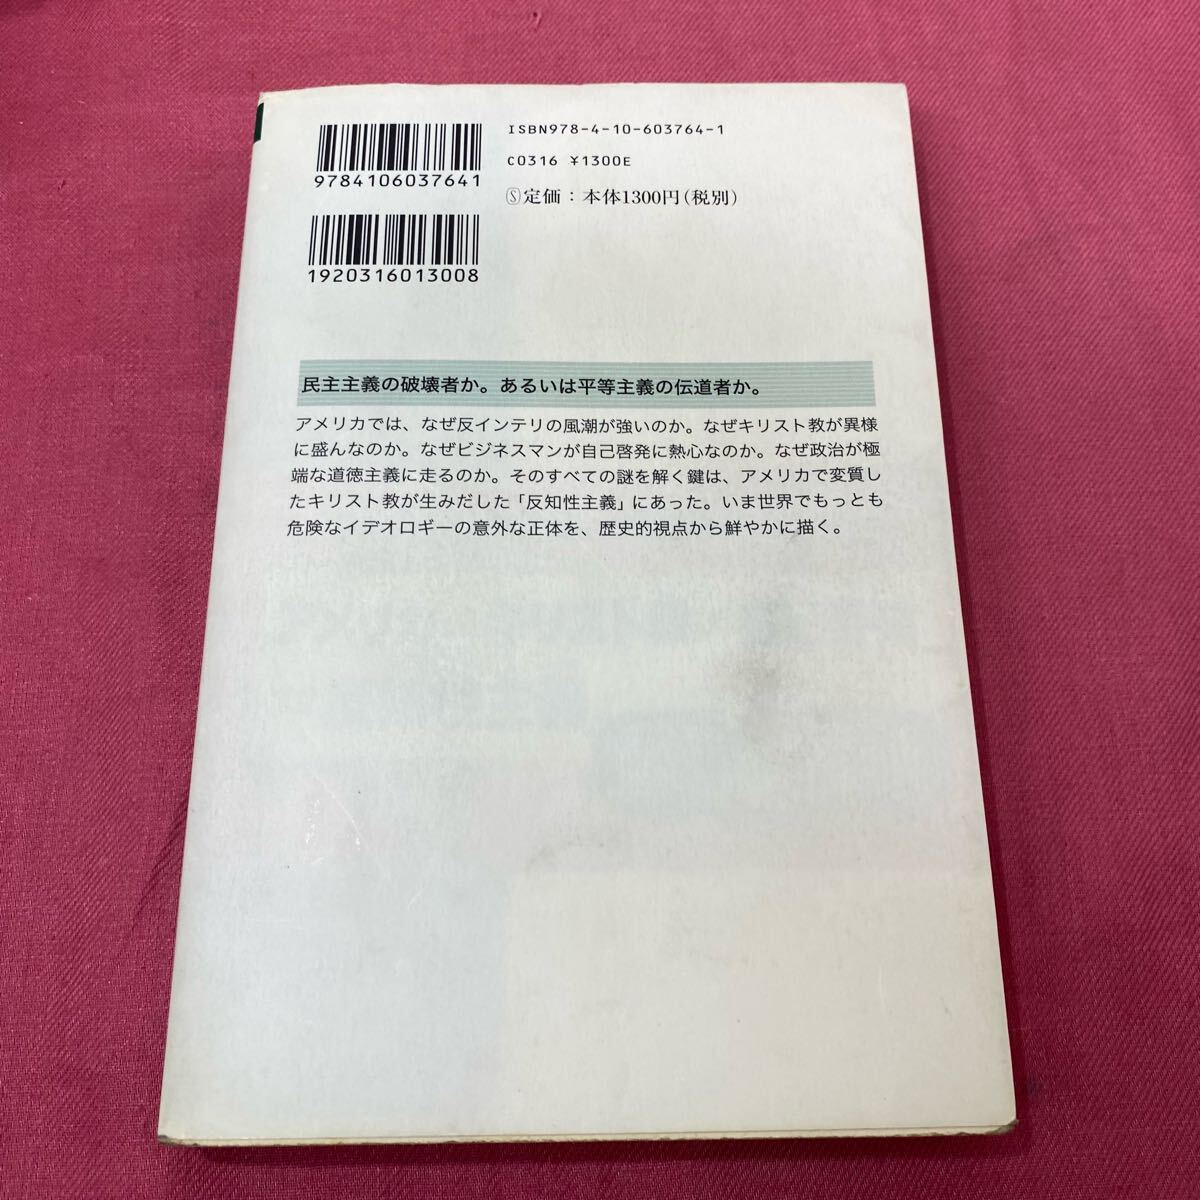 ISBN978-4-10-603764-1
C0316 ¥1300E
Ⓢ定価：本体1300円(税別)
9784106037641
1920316013008
民主主義の破壊者か。あるいは平等主義の伝道者か。
アメリカでは、なぜ反インテリの風潮が強いのか。なぜキリスト教が異様
に盛んなのか。なぜビジネスマンが自己啓発に熱心なのか。なぜ政治が極
端な道徳主義に走るのか。そのすべての謎を解く鍵は、アメリカで変質し
たキリスト教が生みだした「反知性主義」にあった。いま世界でもっとも
危険なイデオロギーの意外な正体を、歴史的視点から鮮やかに描く。